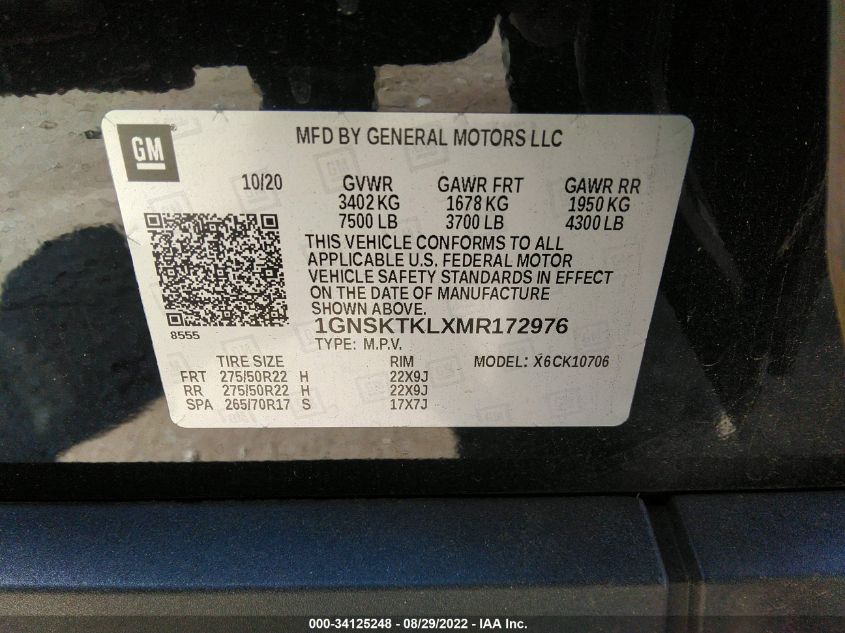 GM
MFD BY GENERAL MOTORS LLC
10/20 GVWR GAWR FRT GAWR RR
3402 KG 1678 KG 1950 KG
7500 LB 3700 LB 4300 LB
THIS VEHICLE CONFORMS TO ALL
APPLICABLE U.S. FEDERAL MOTOR
VEHICLE SAFETY STANDARDS IN EFFECT
ON THE DATE OF MANUFACTURE
SHOWN ABOVE.
8555
1GNSKTKLXMR172976
TYPE: M.P.V.
TIRE SIZE RIM MODEL: X6CK10706
FRT 275/50R22 H 22X9J
RR 275/50R22 H 22X9J
SPA 265/70R17 S 17X7J
000-34125248 - 08/29/2022 - IAA Inc.